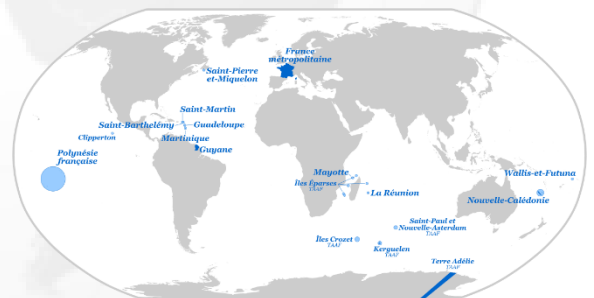 France
métropolitaine
Saint-Pierre
et-Miquelon
Saint-Martin
Saint-Barthélémy
Guadeloupe
Clipperton
Martinique
Guyane
Polynésie
française
Mayotte
Îles Éparses
TAAF
La Réunion
Wallis-et-Futuna
Nouvelle-Calédonie
Saint-Paul et
Nouvelle-Asterdam
TAAF
Îles Crozet
TAAF
Kerguelen
TAAF
Terre Adélie
TAAF